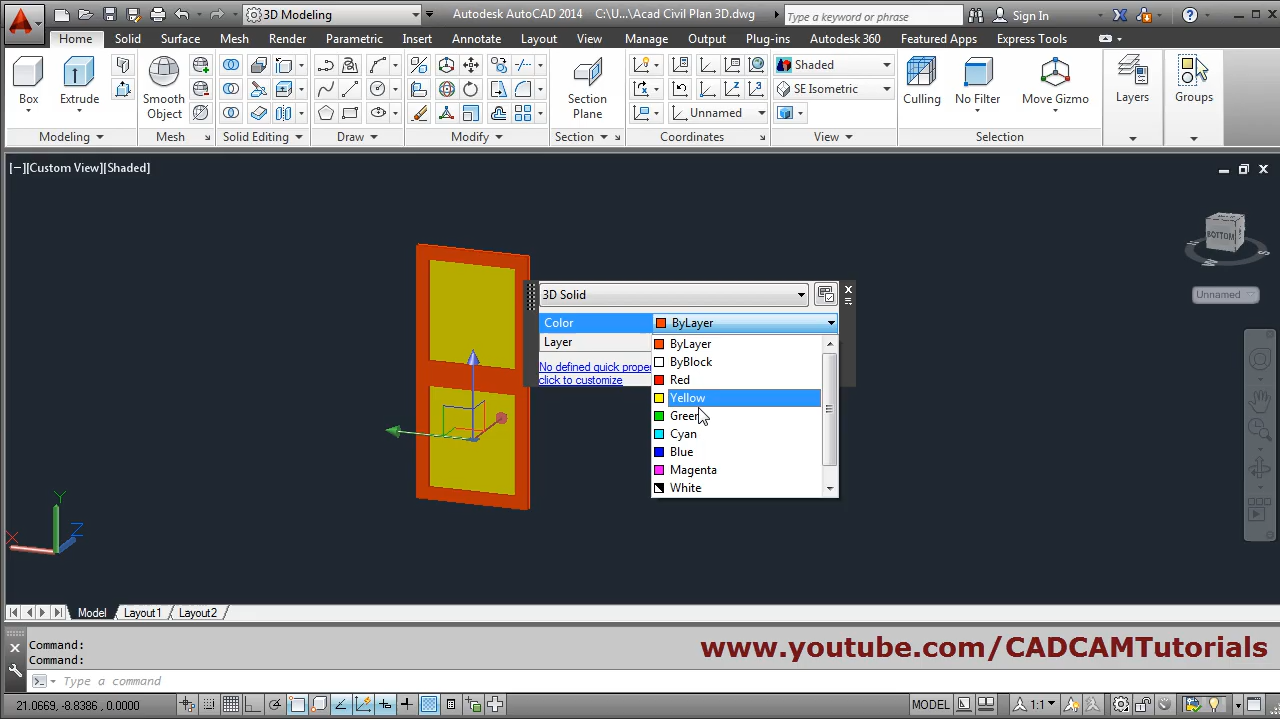 3D Modeling
Autodesk AutoCAD 2014 C:\U...\Acad Civil Plan 3D.dwg
Type a keyword or phrase
Sign In
Home Solid Surface Mesh Render Parametric Insert Annotate Layout View Manage Output Plug-ins Autodesk 360 Featured Apps Express Tools
Box
Extrude
Smooth
Object
Section
Plane
Unnamed
Shaded
SE Isometric
Culling
No Filter
Move Gizmo
Layers
Groups
Modeling
Mesh
Solid Editing
Draw
Modify
Section
Coordinates
View
Selection
[−][Custom View][Shaded]
BOTTOM
Unnamed
3D Solid
Color ByLayer
Layer
No defined quick proper
click to customize
ByLayer
ByBlock
Red
Yellow
Green
Cyan
Blue
Magenta
White
Y
X
Z
Model Layout1 Layout2
Command:
Command:
Type a command
www.youtube.com/CADCAMTutorials
21.0669, -8.8386, 0.0000
MODEL
1:1